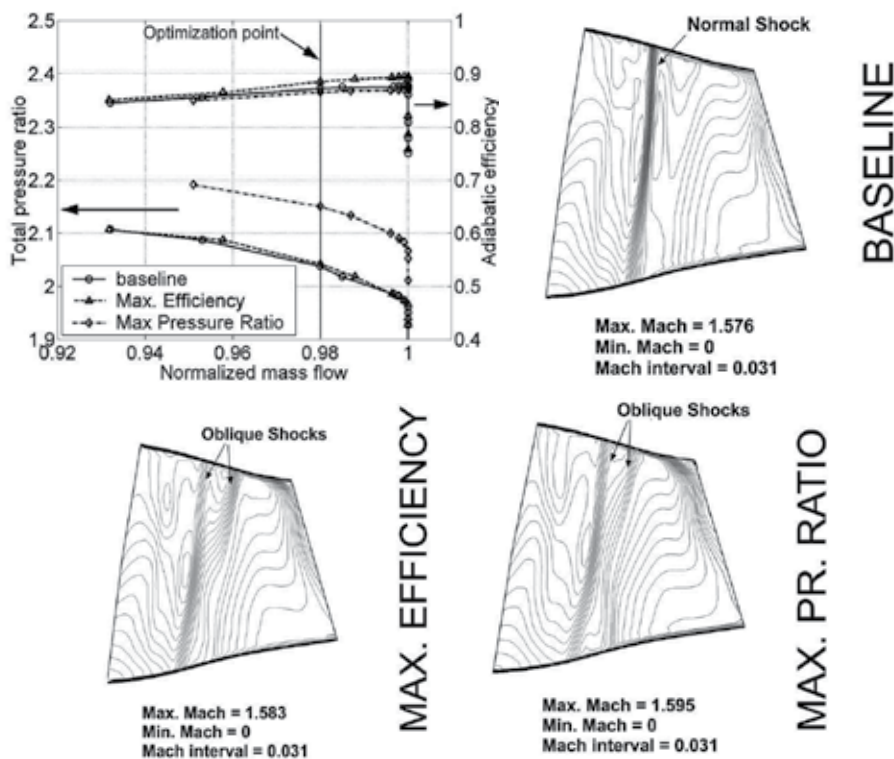 2.5
2.4
2.3
2.2
2.1
2
1.9
Total pressure ratio
Optimization point
1
0.9
0.8
0.7
0.6
0.5
0.4
Adiabatic efficiency
baseline
Max. Efficiency
Max Pressure Ratio
0.92
0.94
0.96
0.98
1
Normalized mass flow
Normal Shock
BASELINE
Max. Mach = 1.576
Min. Mach = 0
Mach interval = 0.031
Oblique Shocks
MAX. EFFICIENCY
Max. Mach = 1.583
Min. Mach = 0
Mach interval = 0.031
Oblique Shocks
MAX. PR. RATIO
Max. Mach = 1.595
Min. Mach = 0
Mach interval = 0.031